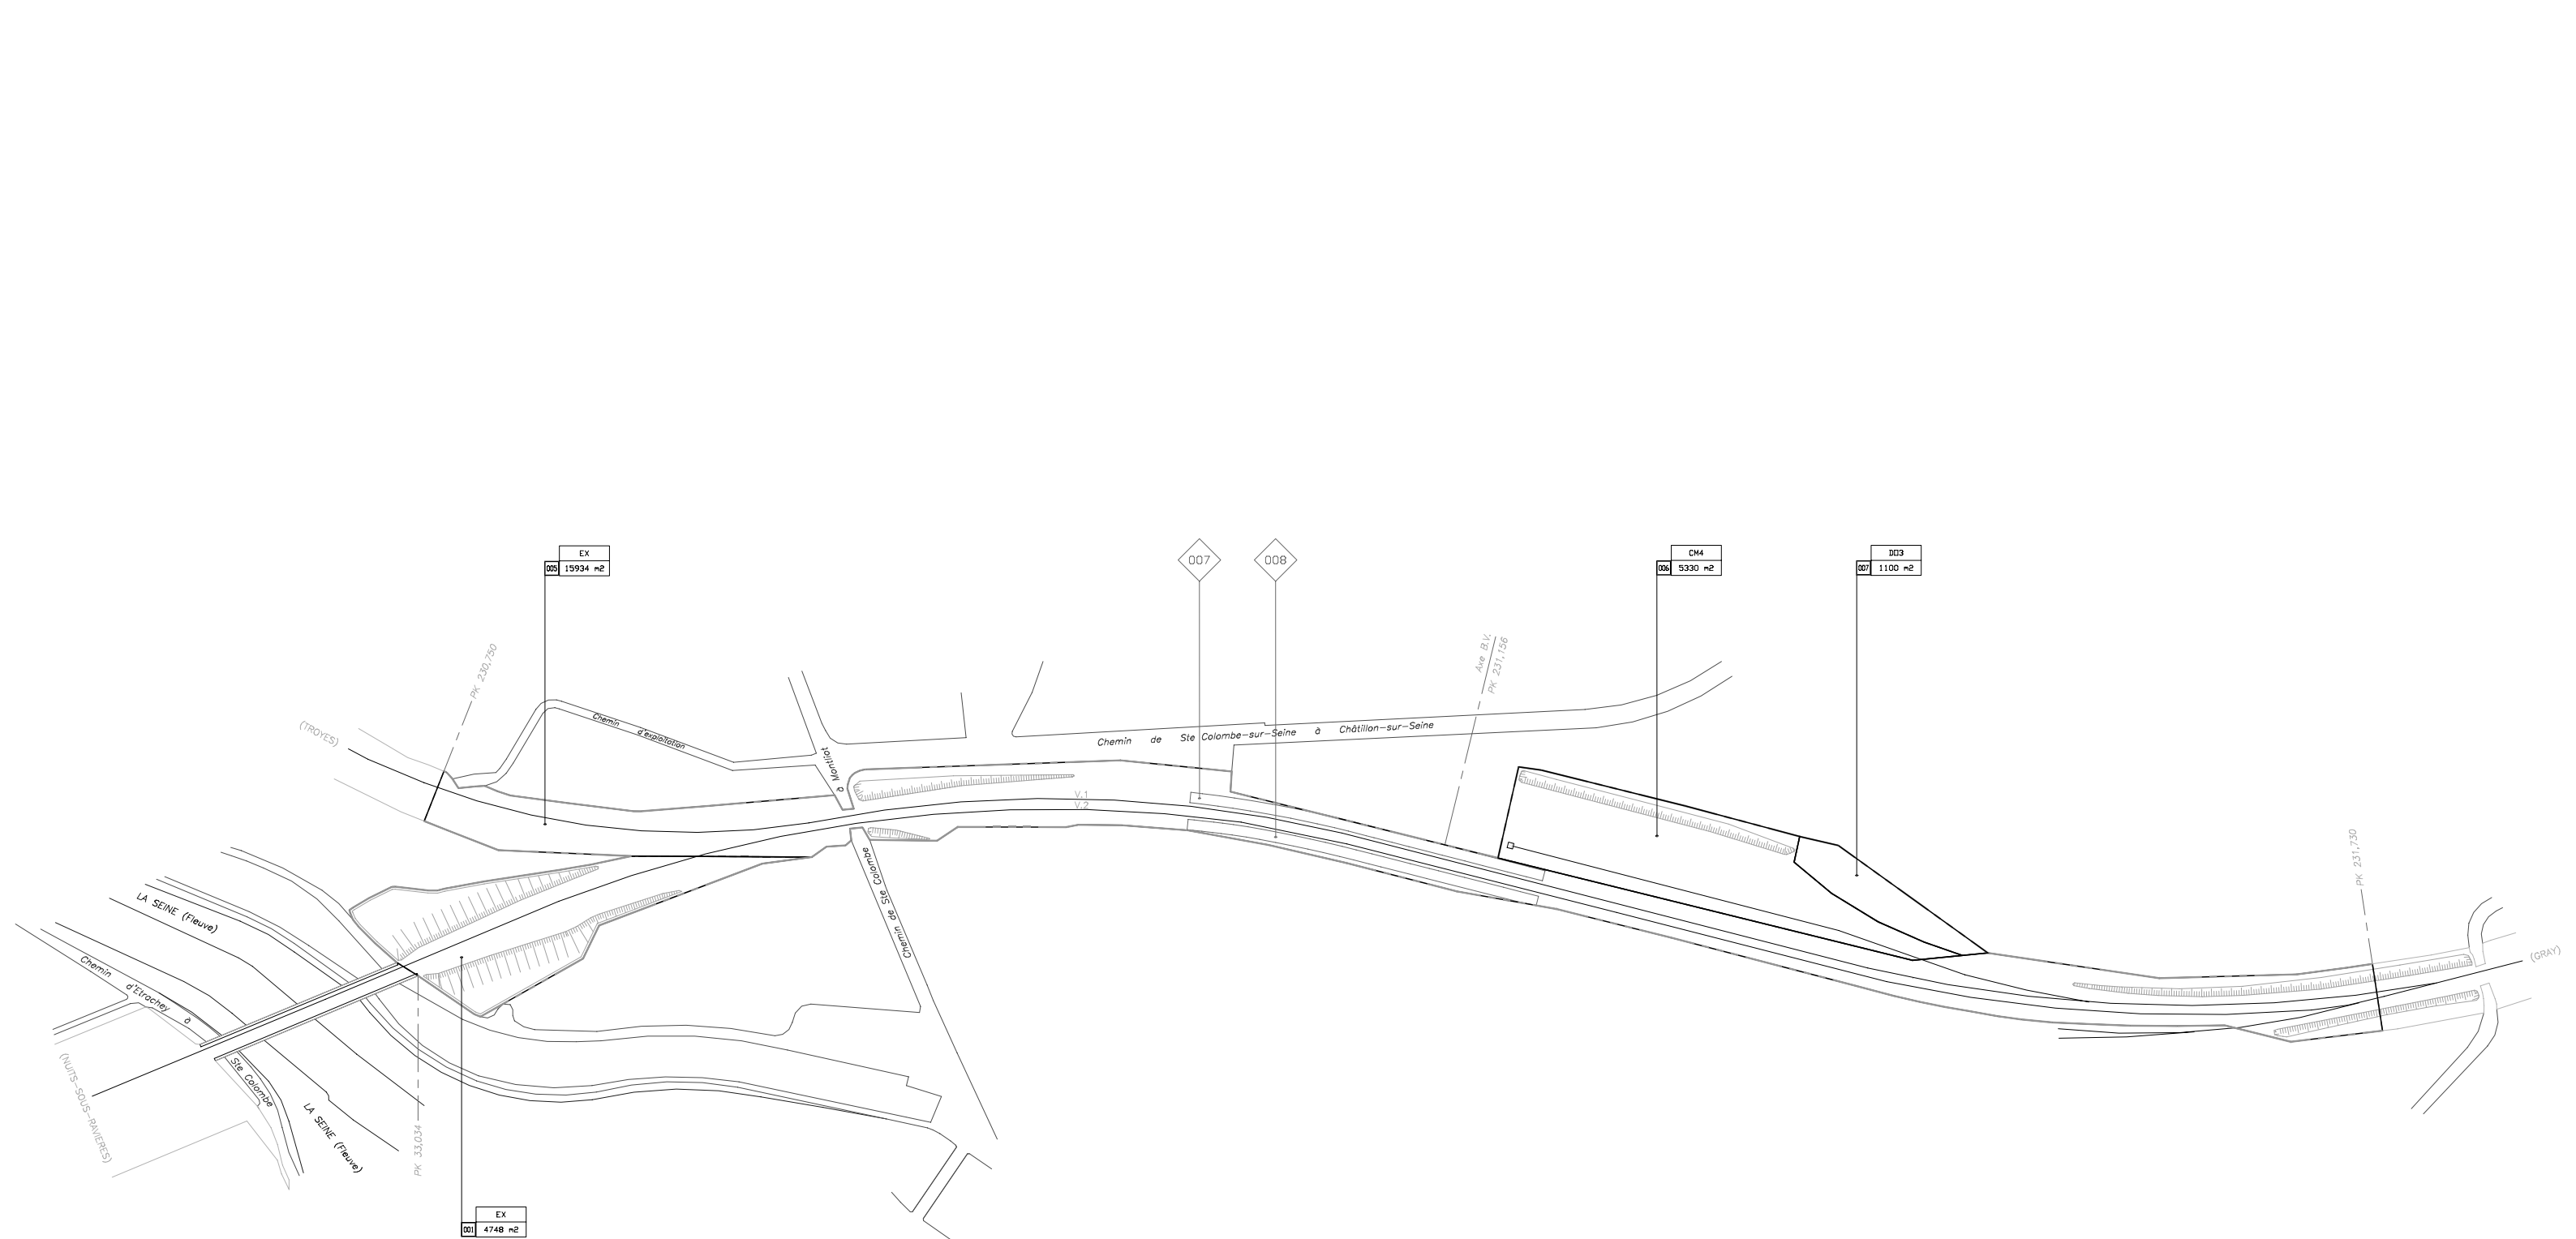 EX
005 15934 m2
007
008
CM4
006 5330 m2
D03
007 1100 m2
Axe B.V.
PK 231,156
PK 230,750
(TROYES)
Chemin
d'exploitation
à Montliot
Chemin de Ste Colombe-sur-Seine à Châtillon-sur-Seine
V.1
V.2
PK 231,730
Chemin de Ste Colombe
LA SEINE (Fleuve)
(GRAY)
Chemin
d'Etrochey à
Ste Colombe
(NUITS-SOUS-RAVIERES)
LA SEINE (Fleuve)
PK 33,034
EX
001 4748 m2